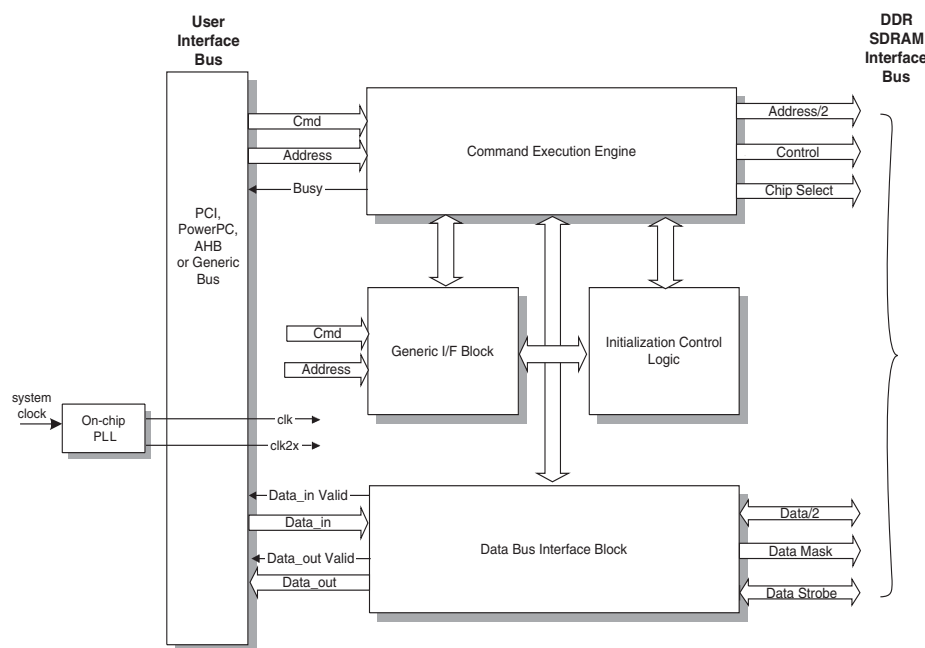 User
Interface
Bus
DDR
SDRAM
Interface
Bus
Cmd
Address
Busy
Command Execution Engine
Address/2
Control
Chip Select
PCI,
PowerPC,
AHB
or Generic
Bus
Cmd
Address
Generic I/F Block
Initialization Control
Logic
system
clock
On-chip
PLL
clk
clk2x
Data_in Valid
Data_in
Data_out Valid
Data_out
Data Bus Interface Block
Data/2
Data Mask
Data Strobe